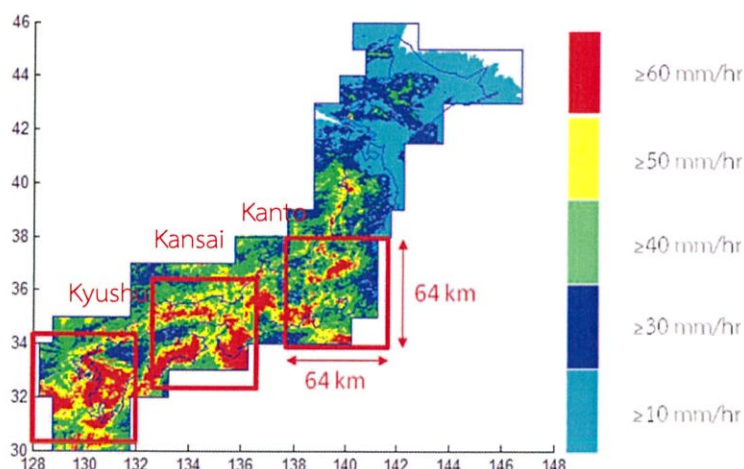 46
44
42
40
38
36
34
32
30
128 130 132 134 136 138 140 142 144 146 148
Kanto
Kansai
Kyushu
64 km
64 km
≥60 mm/hr
≥50 mm/hr
≥40 mm/hr
≥30 mm/hr
≥10 mm/hr